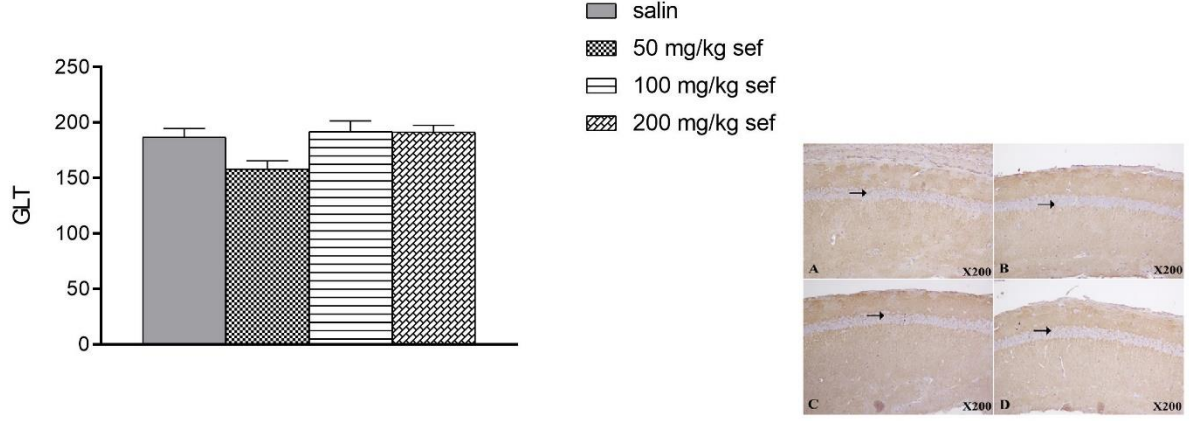 salin
50 mg/kg sef
100 mg/kg sef
200 mg/kg sef
250
200
150
100
50
0
GLT
A X200
B X200
C X200
D X200